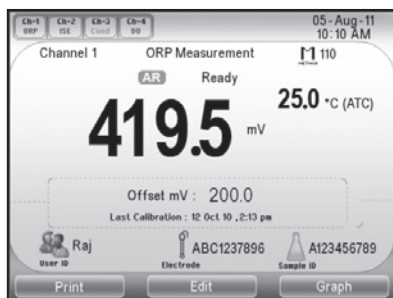 Ch-1 Ch-2 Ch-3 Ch-4
ORP ISE Cond DO
05-Aug-11
10:10 AM
Channel 1 ORP Measurement M 110
METHOD
AR Ready
419.5 mV
25.0 °C (ATC)
Offset mV : 200.0
Last Calibration : 12 Oct 10 ,2:13 pm
Raj ABC1237896 A123456789
User ID Electrode Sample ID
Print Edit Graph